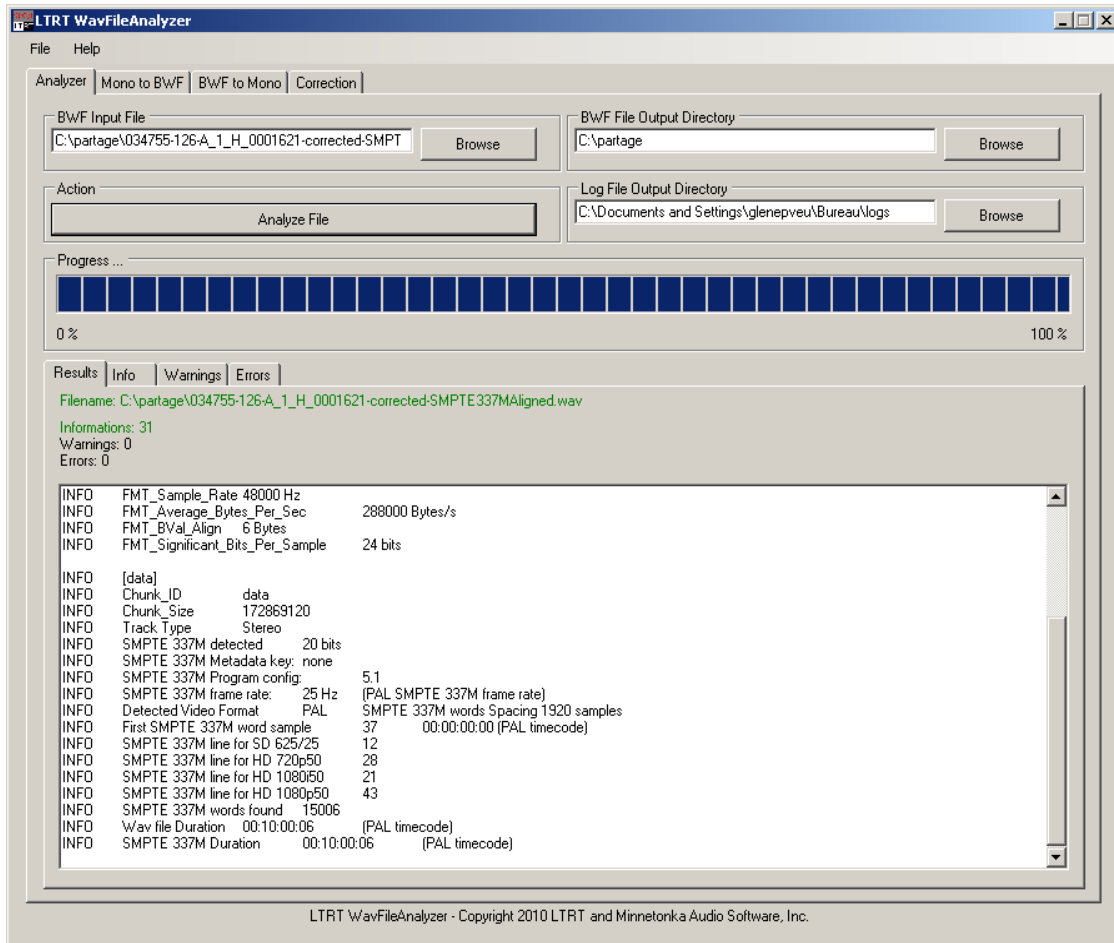 LTRT WavFileAnalyzer
File Help
Analyzer Mono to BWF BWF to Mono Correction
BWF Input File
C:\partage\034755-126-A_1_H_0001621-corrected-SMPT Browse
BWF File Output Directory
C:\partage Browse
Action
Analyze File
Log File Output Directory
C:\Documents and Settings\glenepveu\Bureau\logs Browse
Progress ...
0 % 100 %
Results Info Warnings Errors
Filename: C:\partage\034755-126-A_1_H_0001621-corrected-SMPTE337MAligned.wav
Informations: 31
Warnings: 0
Errors: 0
INFO FMT_Sample_Rate 48000 Hz
INFO FMT_Average_Bytes_Per_Sec 288000 Bytes/s
INFO FMT_BVal_Align 6 Bytes
INFO FMT_Significant_Bits_Per_Sample 24 bits
INFO [data]
INFO Chunk_ID data
INFO Chunk_Size 172869120
INFO Track Type Stereo
INFO SMPTE 337M detected 20 bits
INFO SMPTE 337M Metadata key: none
INFO SMPTE 337M Program config: 5.1
INFO SMPTE 337M frame rate: 25 Hz (PAL SMPTE 337M frame rate)
INFO Detected Video Format PAL SMPTE 337M words Spacing 1920 samples
INFO First SMPTE 337M word sample 37 00:00:00:00 (PAL timecode)
INFO SMPTE 337M line for SD 625/25 12
INFO SMPTE 337M line for HD 720p50 28
INFO SMPTE 337M line for HD 1080i50 21
INFO SMPTE 337M line for HD 1080p50 43
INFO SMPTE 337M words found 15006
INFO Wav file Duration 00:10:00:06 (PAL timecode)
INFO SMPTE 337M Duration 00:10:00:06 (PAL timecode)
LTRT WavFileAnalyzer - Copyright 2010 LTRT and Minnetonka Audio Software, Inc.